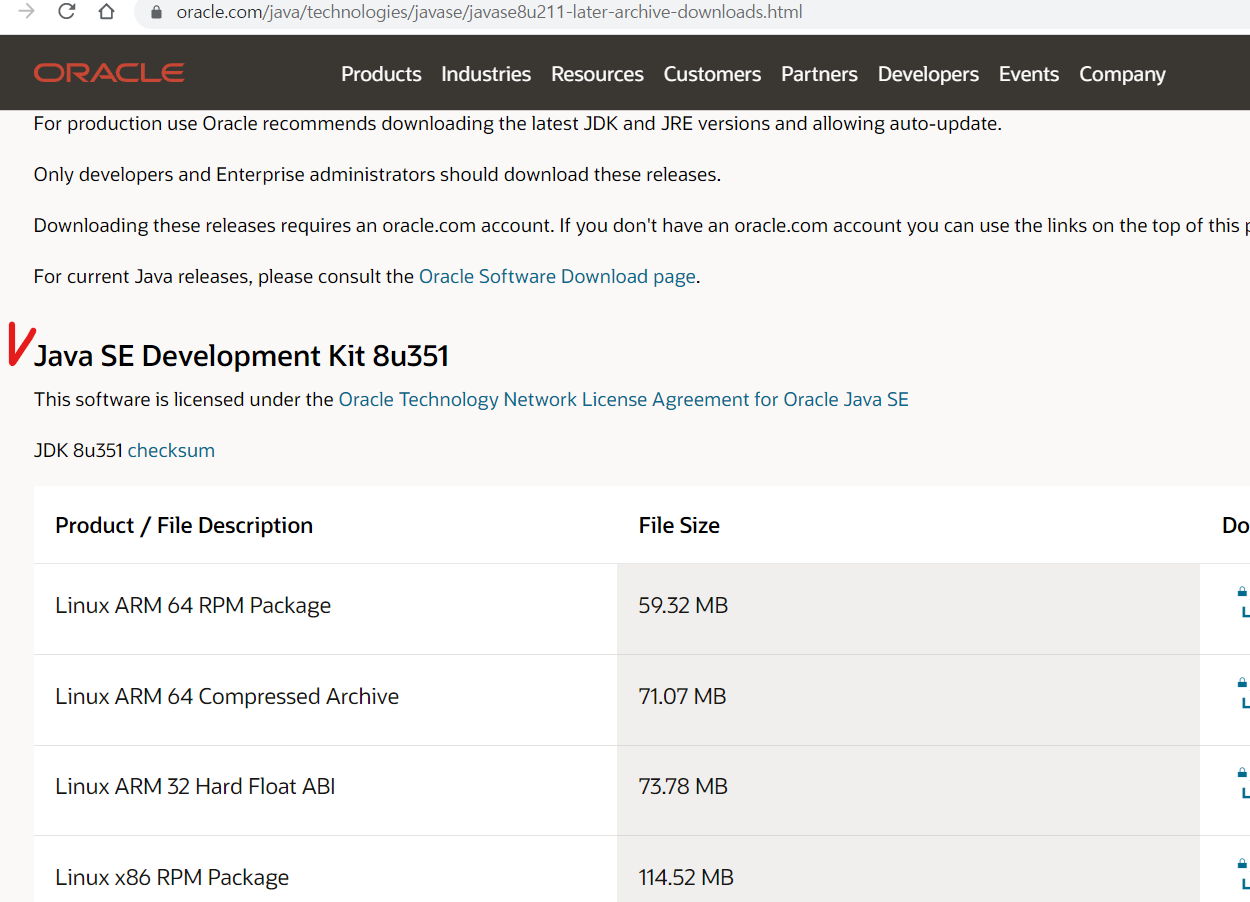 oracle.com/java/technologies/javase/javase8u211-later-archive-downloads.html
ORACLE
Products Industries Resources Customers Partners Developers Events Company
For production use Oracle recommends downloading the latest JDK and JRE versions and allowing auto-update.
Only developers and Enterprise administrators should download these releases.
Downloading these releases requires an oracle.com account. If you don't have an oracle.com account you can use the links on the top of this
For current Java releases, please consult the Oracle Software Download page.
Java SE Development Kit 8u351
This software is licensed under the Oracle Technology Network License Agreement for Oracle Java SE
JDK 8u351 checksum
Product / File Description File Size Do
Linux ARM 64 RPM Package 59.32 MB
Linux ARM 64 Compressed Archive 71.07 MB
Linux ARM 32 Hard Float ABI 73.78 MB
Linux x86 RPM Package 114.52 MB